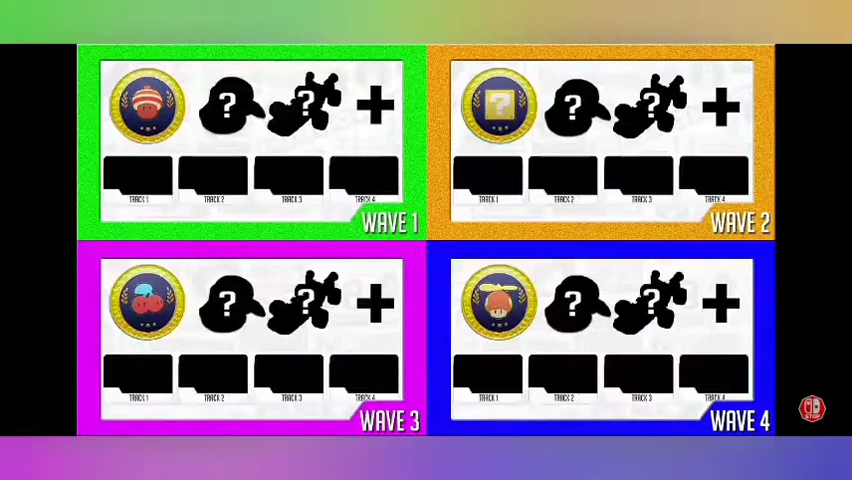 ? ? +
TRACK 1 TRACK 2 TRACK 3 TRACK 4
WAVE 1
? ? ? +
TRACK 1 TRACK 2 TRACK 3 TRACK 4
WAVE 2
? ? +
TRACK 1 TRACK 2 TRACK 3 TRACK 4
WAVE 3
? ? +
TRACK 1 TRACK 2 TRACK 3 TRACK 4
WAVE 4
STOP